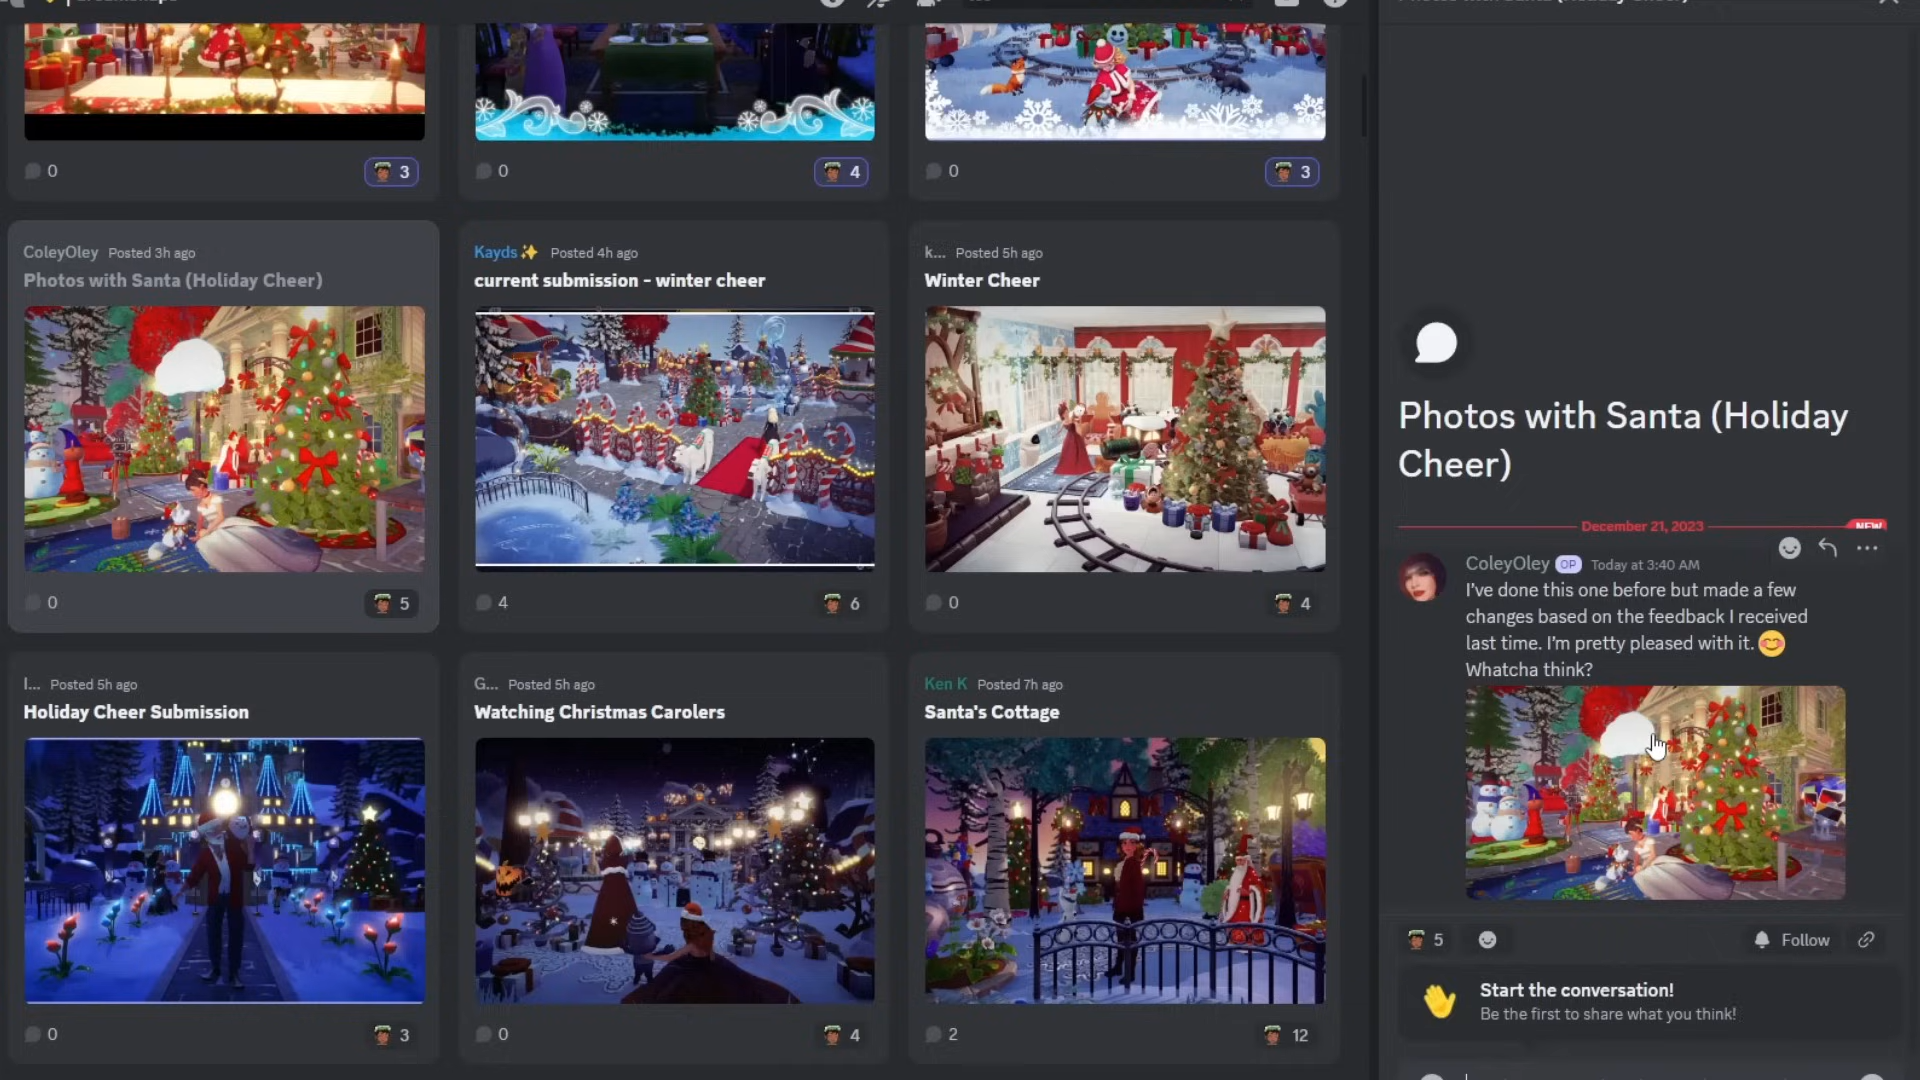 0
3
0
4
0
3
ColeyOley Posted 3h ago
Photos with Santa (Holiday Cheer)
0
5
Kayds Posted 4h ago
current submission - winter cheer
4
6
k... Posted 5h ago
Winter Cheer
0
4
I... Posted 5h ago
Holiday Cheer Submission
0
3
G... Posted 5h ago
Watching Christmas Carolers
0
4
Ken K Posted 7h ago
Santa's Cottage
2
12
Photos with Santa (Holiday
Cheer)
December 21, 2023
NEW
ColeyOley OP Today at 3:40 AM
I've done this one before but made a few
changes based on the feedback I received
last time. I'm pretty pleased with it. 😊
Whatcha think?
5
Follow
Start the conversation!
Be the first to share what you think!